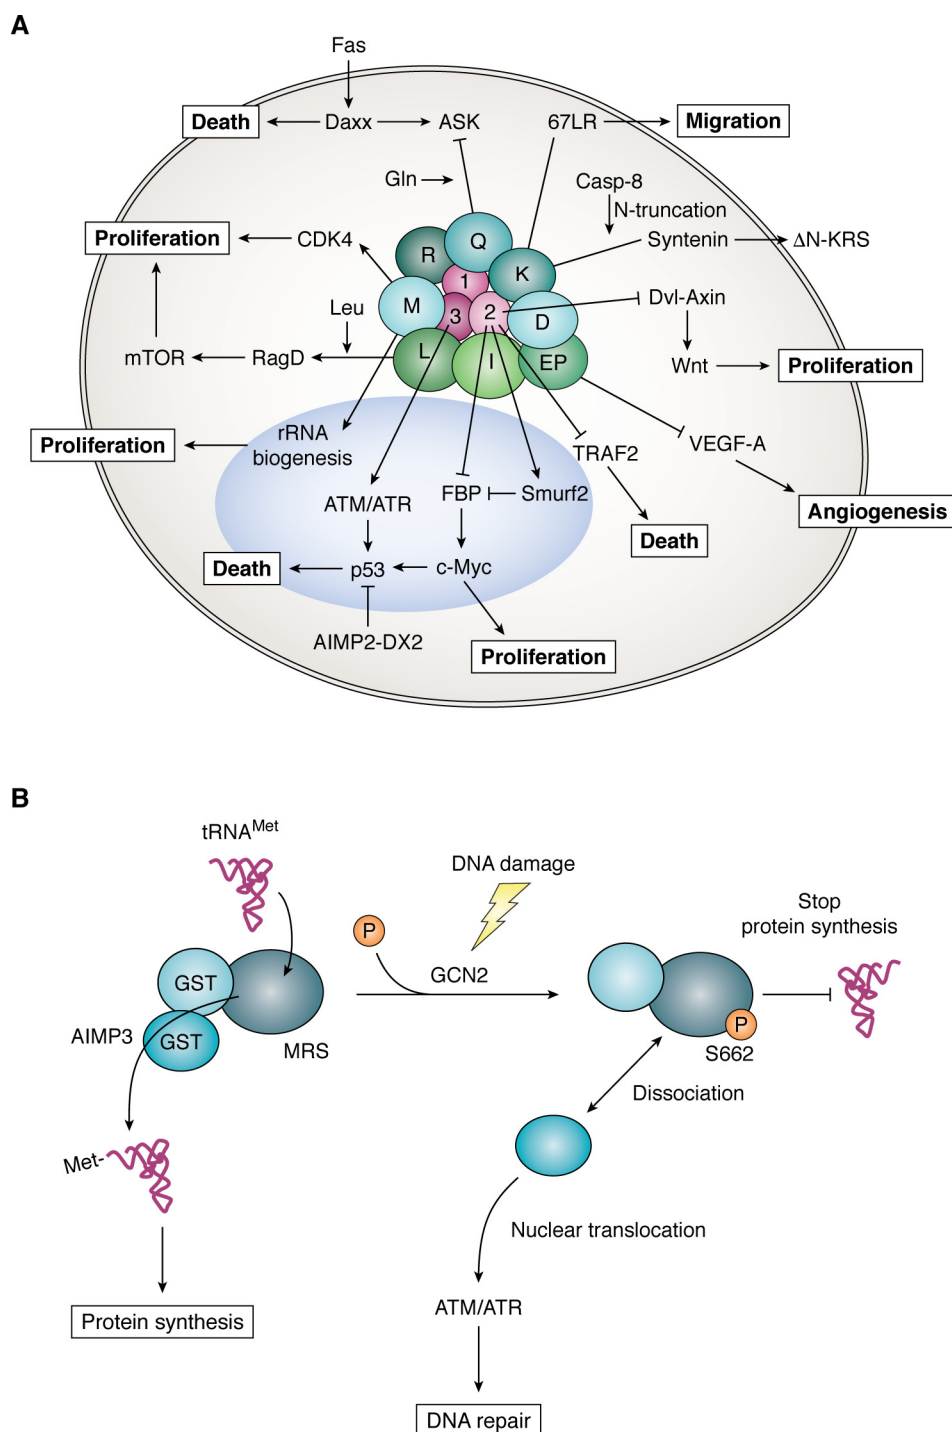 A
Fas
Death
Daxx
ASK
67LR
Migration
Gln
Casp-8
N-truncation
Proliferation
CDK4
R
Q
K
Syntenin
ΔN-KRS
1
M
3
2
D
Dvl-Axin
Leu
mTOR
RagD
L
I
EP
Wnt
Proliferation
Proliferation
rRNA
biogenesis
TRAF2
VEGF-A
ATM/ATR
FBP
Smurf2
Angiogenesis
Death
Death
p53
c-Myc
AIMP2-DX2
Proliferation
B
tRNAMet
DNA damage
P
GCN2
Stop
protein synthesis
GST
AIMP3
GST
MRS
P
S662
Dissociation
Met-
Nuclear translocation
ATM/ATR
Protein synthesis
DNA repair